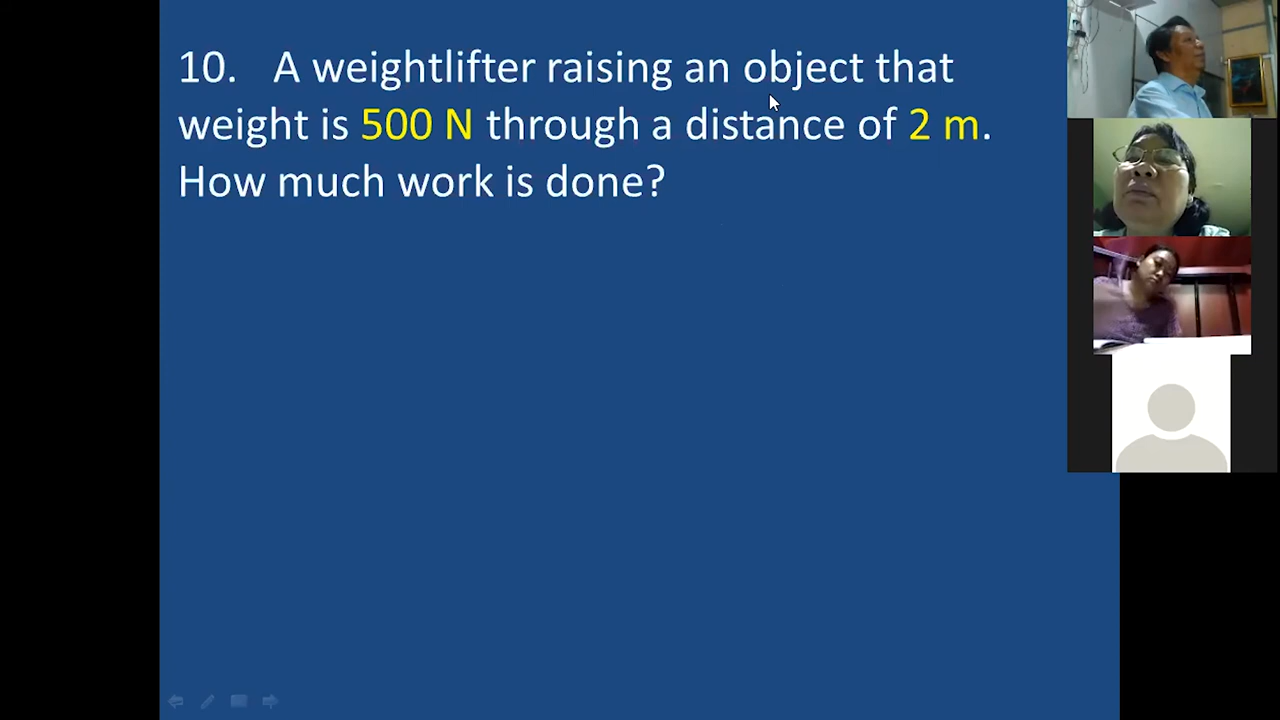 10. A weightlifter raising an object that
weight is 500 N through a distance of 2 m.
How much work is done?